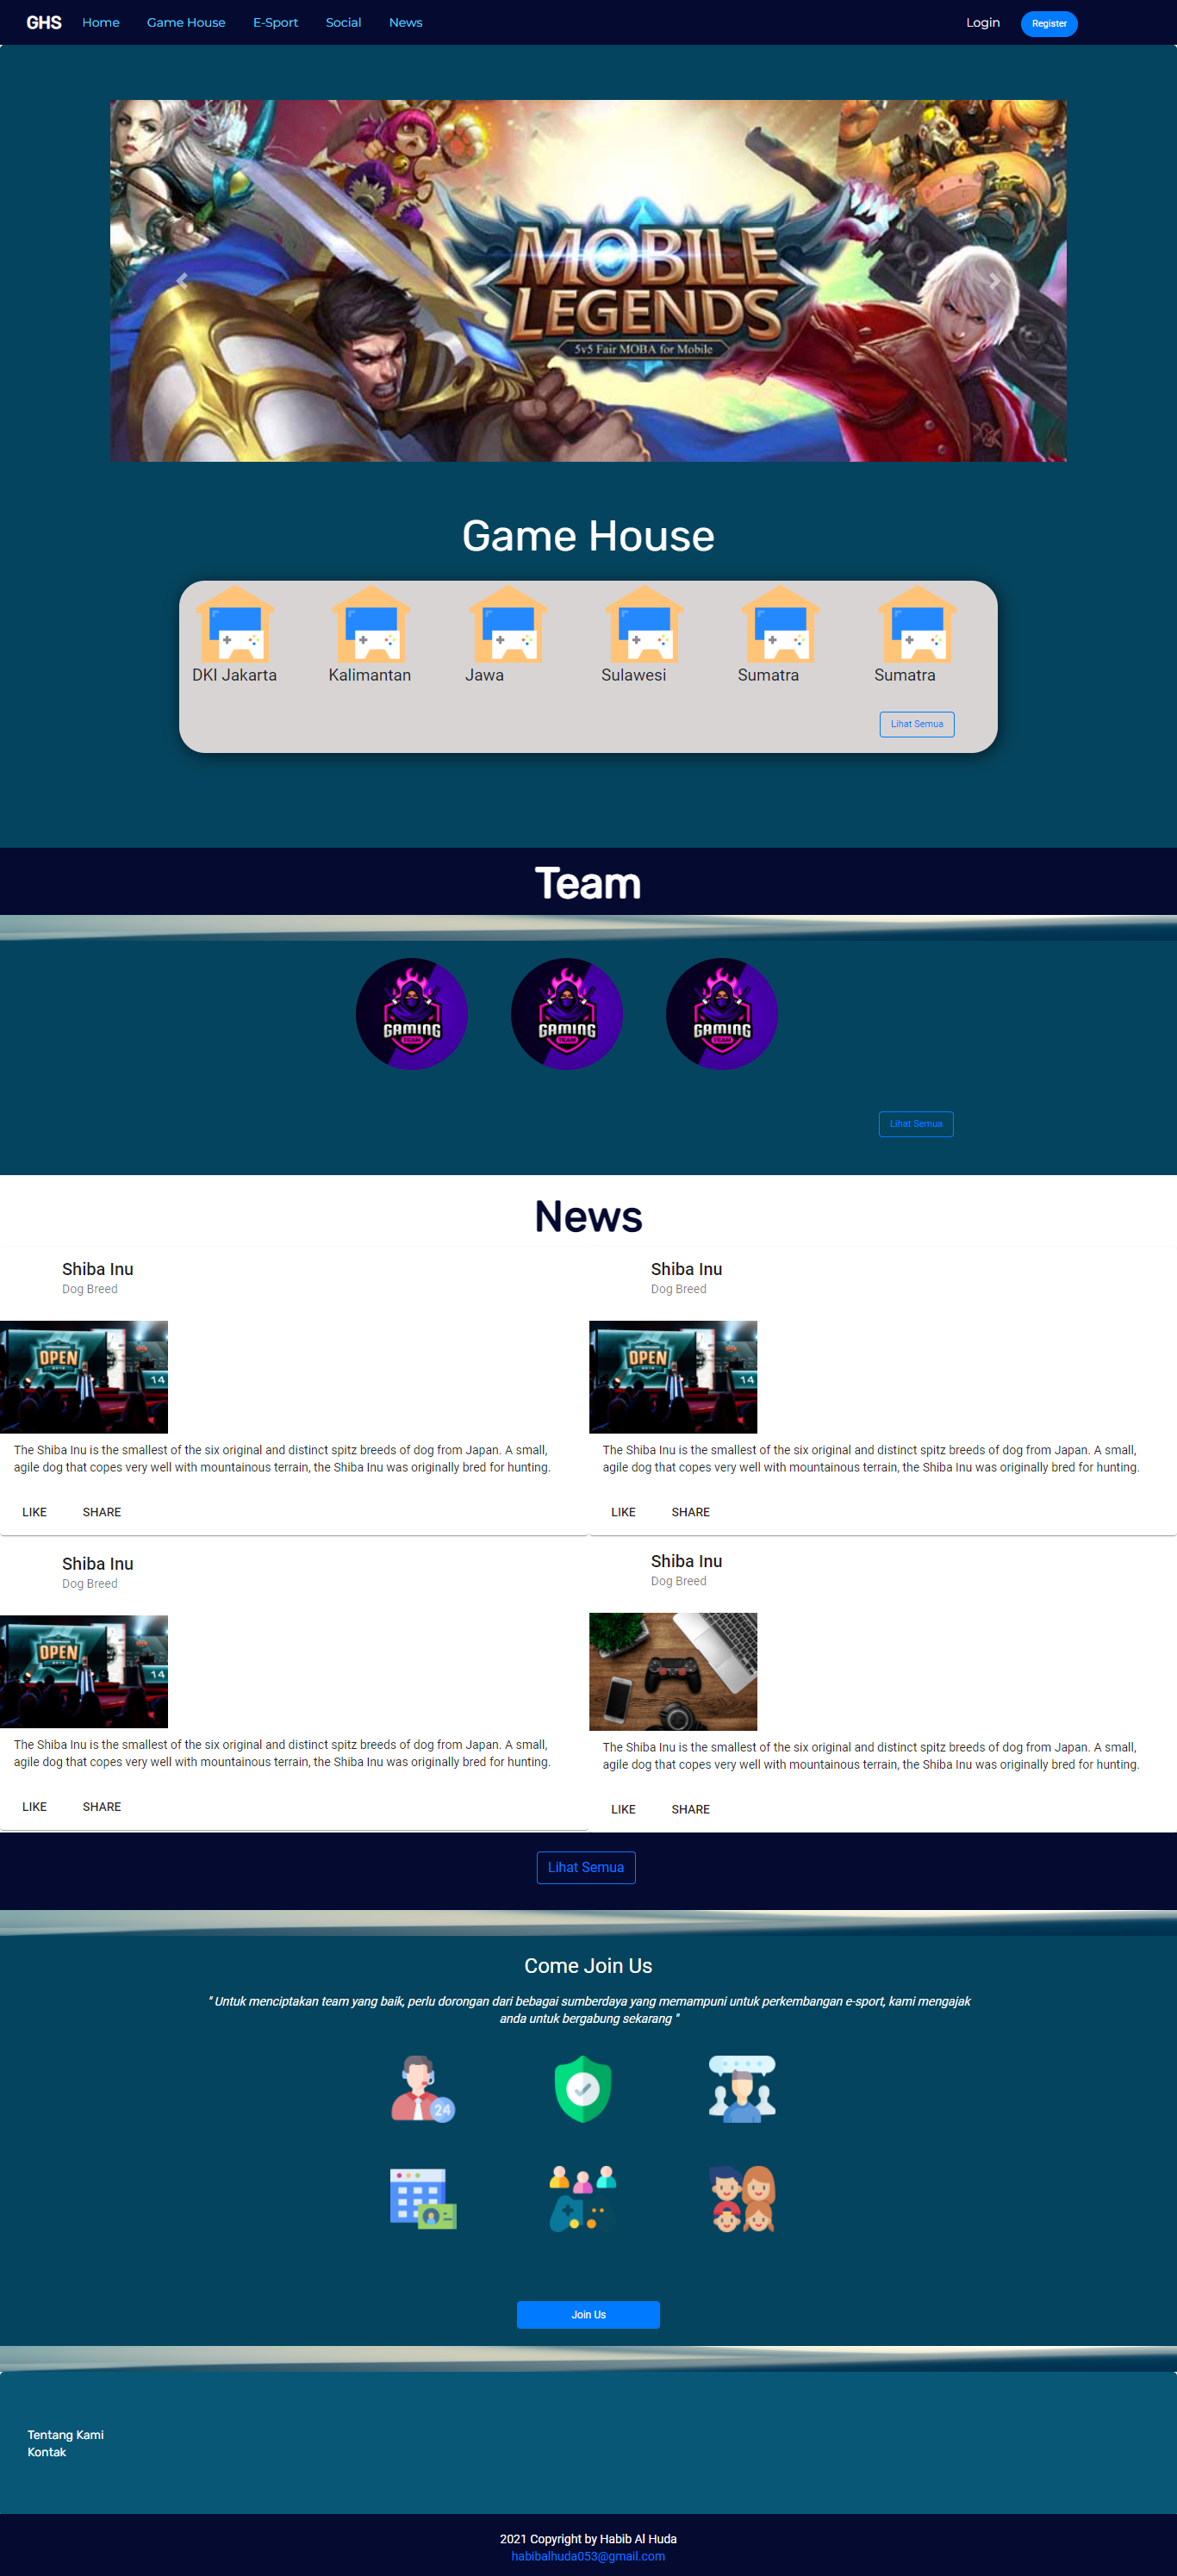 GHS Home Game House E-Sport Social News Login Register
MOBILE
LEGENDS
5v5 Fair MOBA for Mobile
Game House
DKI Jakarta Kalimantan Jawa Sulawesi Sumatra Sumatra
Lihat Semua
Team
GAMING
TEAM
GAMING
TEAM
GAMING
TEAM
Lihat Semua
News
Shiba Inu
Dog Breed
OPEN
14
The Shiba Inu is the smallest of the six original and distinct spitz breeds of dog from Japan. A small,
agile dog that copes very well with mountainous terrain, the Shiba Inu was originally bred for hunting.
LIKE SHARE
Shiba Inu
Dog Breed
OPEN
14
The Shiba Inu is the smallest of the six original and distinct spitz breeds of dog from Japan. A small,
agile dog that copes very well with mountainous terrain, the Shiba Inu was originally bred for hunting.
LIKE SHARE
Shiba Inu
Dog Breed
OPEN
14
The Shiba Inu is the smallest of the six original and distinct spitz breeds of dog from Japan. A small,
agile dog that copes very well with mountainous terrain, the Shiba Inu was originally bred for hunting.
LIKE SHARE
Shiba Inu
Dog Breed
The Shiba Inu is the smallest of the six original and distinct spitz breeds of dog from Japan. A small,
agile dog that copes very well with mountainous terrain, the Shiba Inu was originally bred for hunting.
LIKE SHARE
Lihat Semua
Come Join Us
" Untuk menciptakan team yang baik, perlu dorongan dari bebagai sumberdaya yang memampuni untuk perkembangan e-sport, kami mengajak
anda untuk bergabung sekarang "
24
Join Us
Tentang Kami
Kontak
2021 Copyright by Habib Al Huda
habibalhuda053@gmail.com